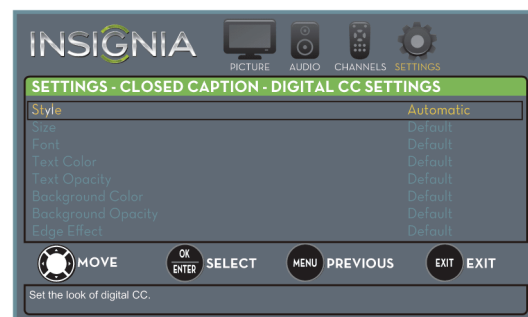 INSIGNIA
PICTURE AUDIO CHANNELS SETTINGS
SETTINGS - CLOSED CAPTION - DIGITAL CC SETTINGS
Style Automatic
Size Default
Font Default
Text Color Default
Text Opacity Default
Background Color Default
Background Opacity Default
Edge Effect Default
MOVE OK ENTER SELECT MENU PREVIOUS EXIT EXIT
Set the look of digital CC.